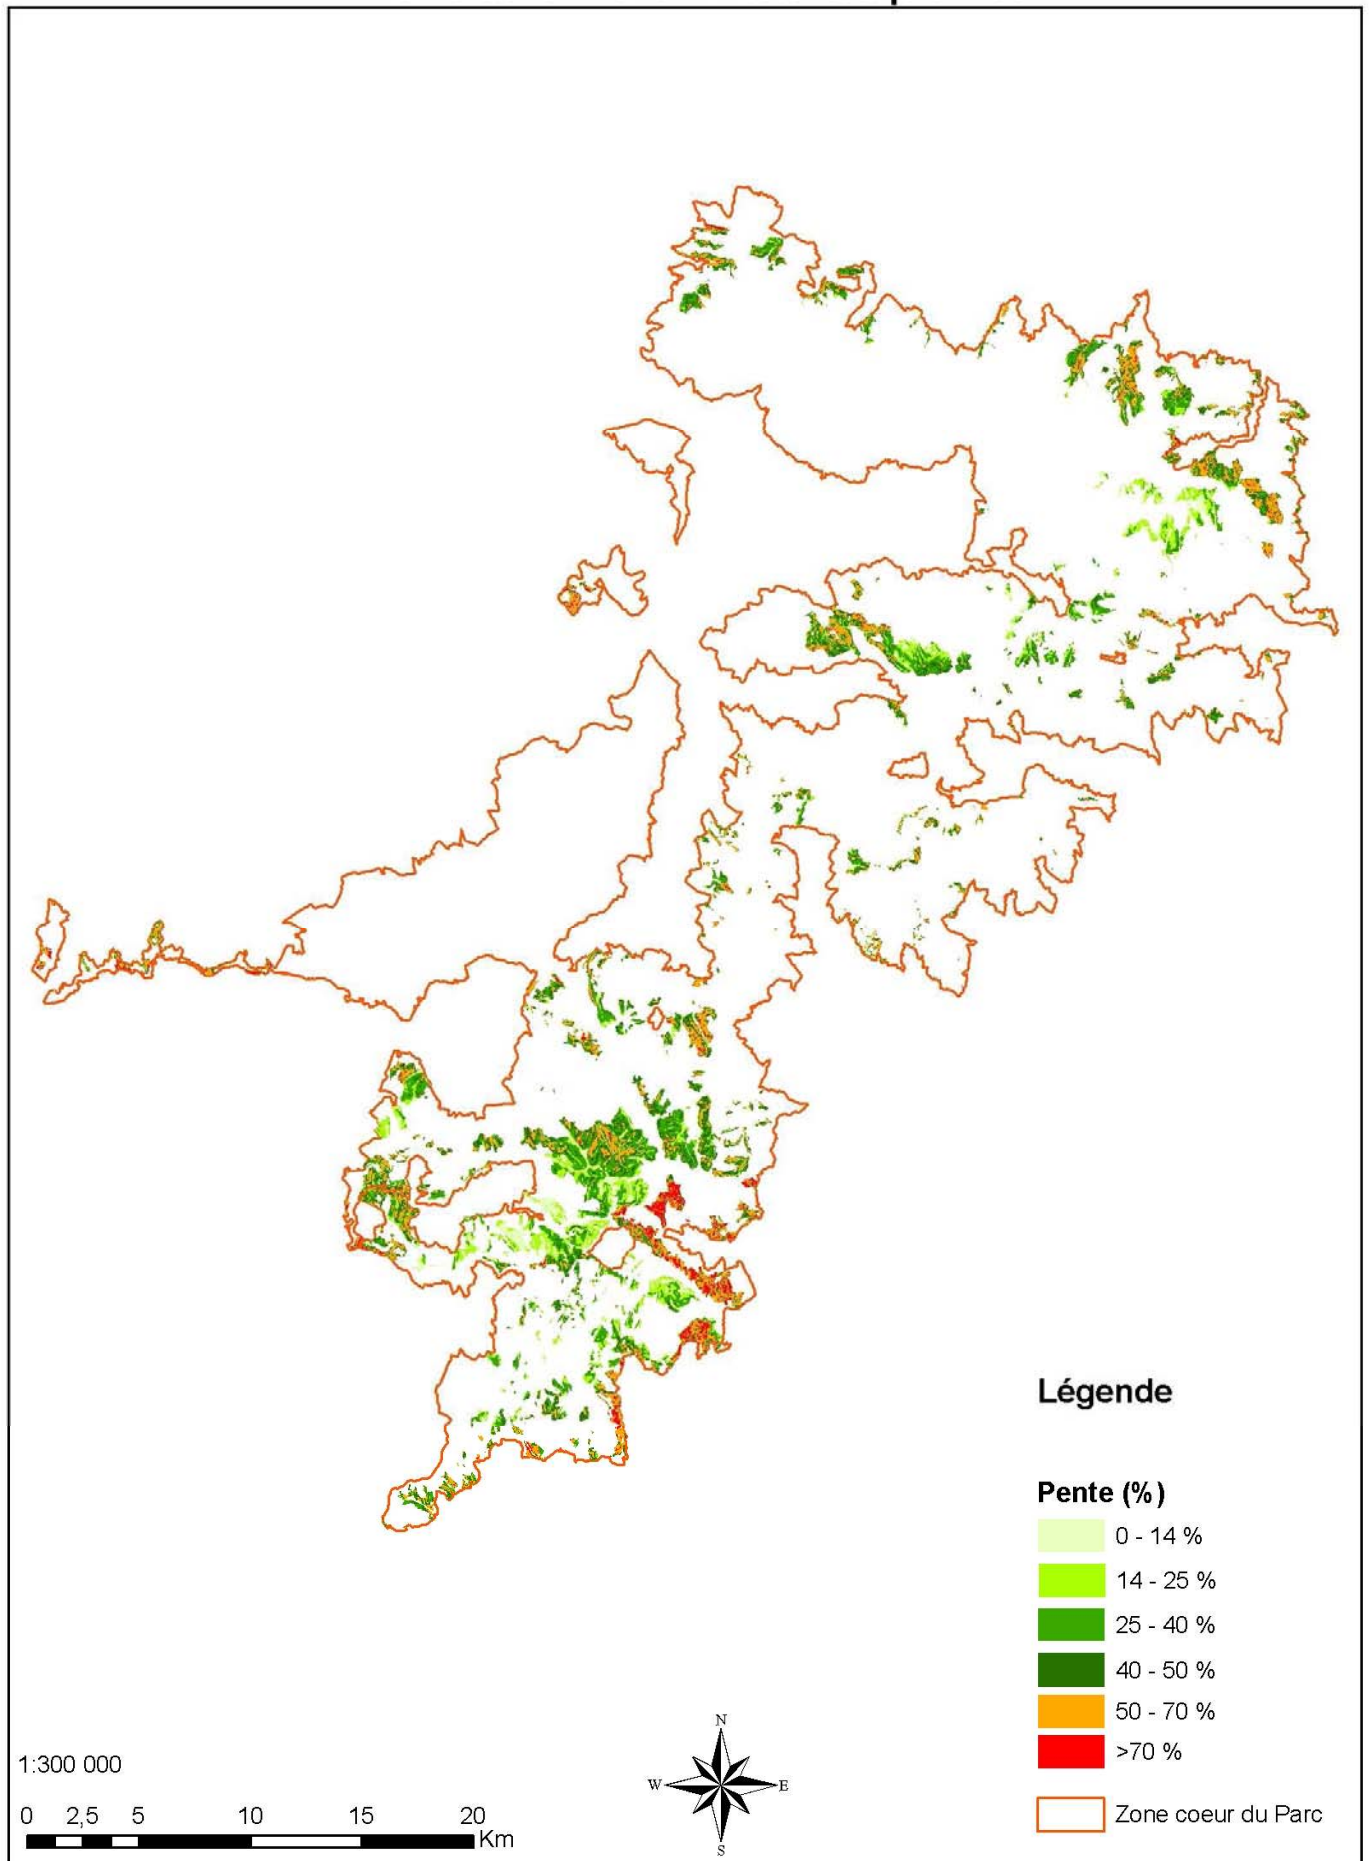 Légende
Pente (%)
0 - 14 %
14 - 25 %
25 - 40 %
40 - 50 %
50 - 70 %
>70 %
Zone coeur du Parc
1:300 000
0 2,5 5 10 15 20
Km
N
W E
S